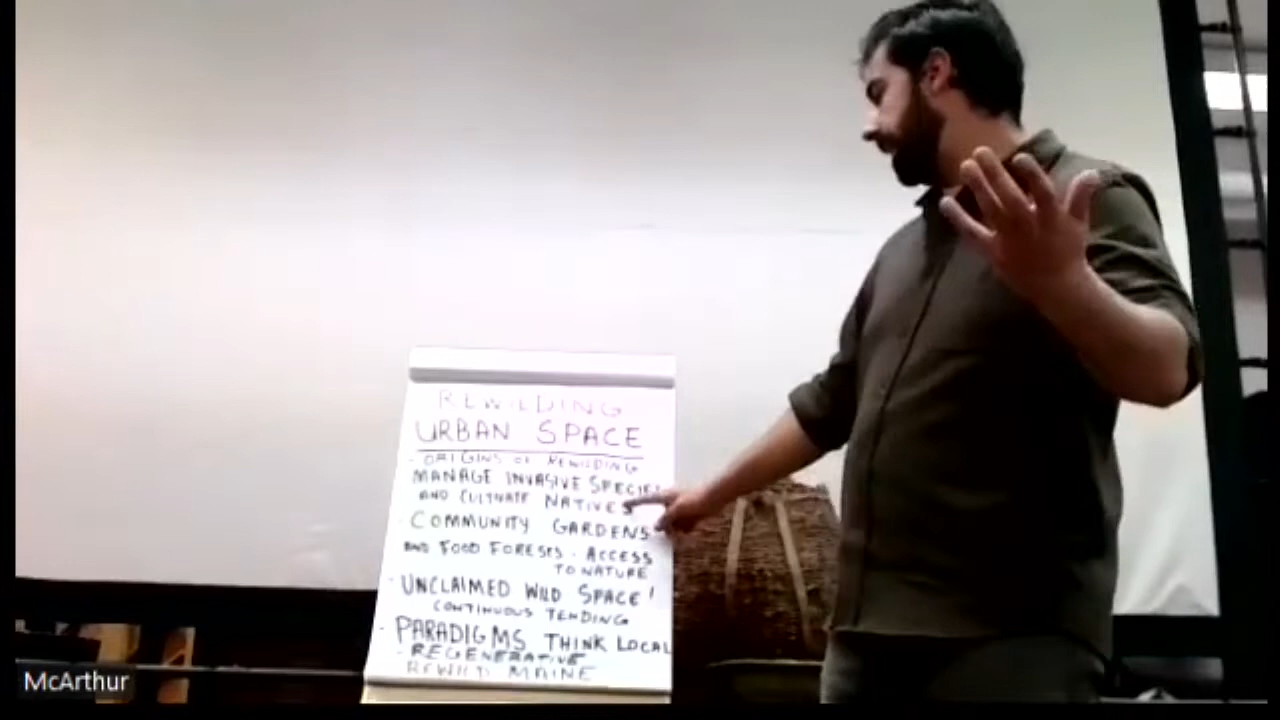 REWILDING
URBAN SPACE
- ORIGINS OF REWILDING
MANAGE INVASIVE SPECIE
AND CULTIVATE NATIVES
- COMMUNITY GARDENS
AND FOOD FORESTS - ACCESS
TO NATURE
- UNCLAIMED WILD SPACE!
CONTINUOUS TENDING
- PARADIGMS THINK LOCAL
- REGENERATIVE
REWILD MAINE
McArthur